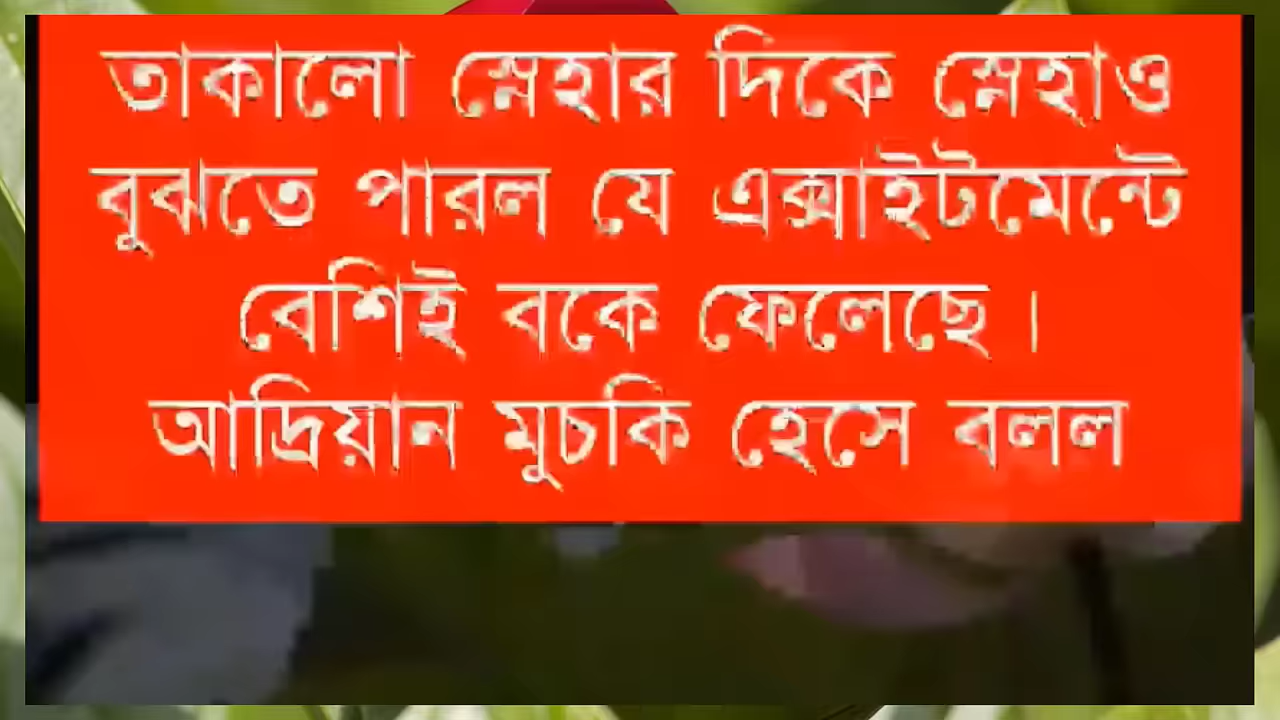 তাকালো স্নেহার দিকে স্নেহাও
বুঝতে পারল যে এক্সাইটমেন্টে
বেশিই বকে ফেলেছে ।
আদ্রিয়ান মুচকি হেসে বলল